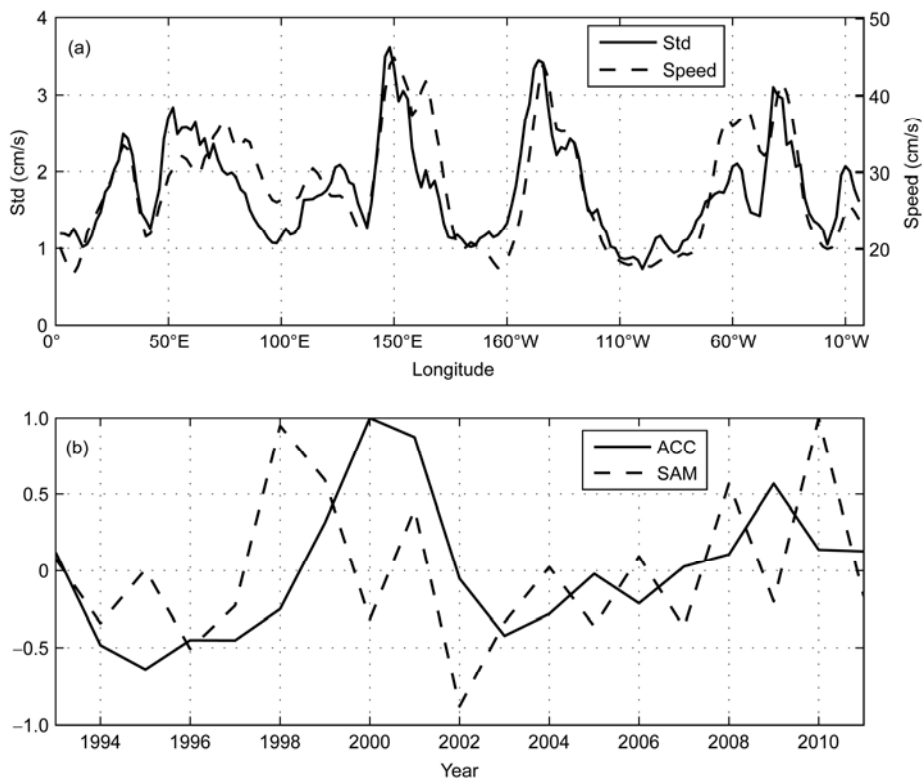 (a)
Std
Speed
Std (cm/s)
4
3
2
1
0
Speed (cm/s)
50
40
30
20
0°
50°E
100°E
150°E
160°W
110°W
60°W
10°W
Longitude
(b)
ACC
SAM
1.0
0.5
0
−0.5
−1.0
1994
1996
1998
2000
2002
2004
2006
2008
2010
Year